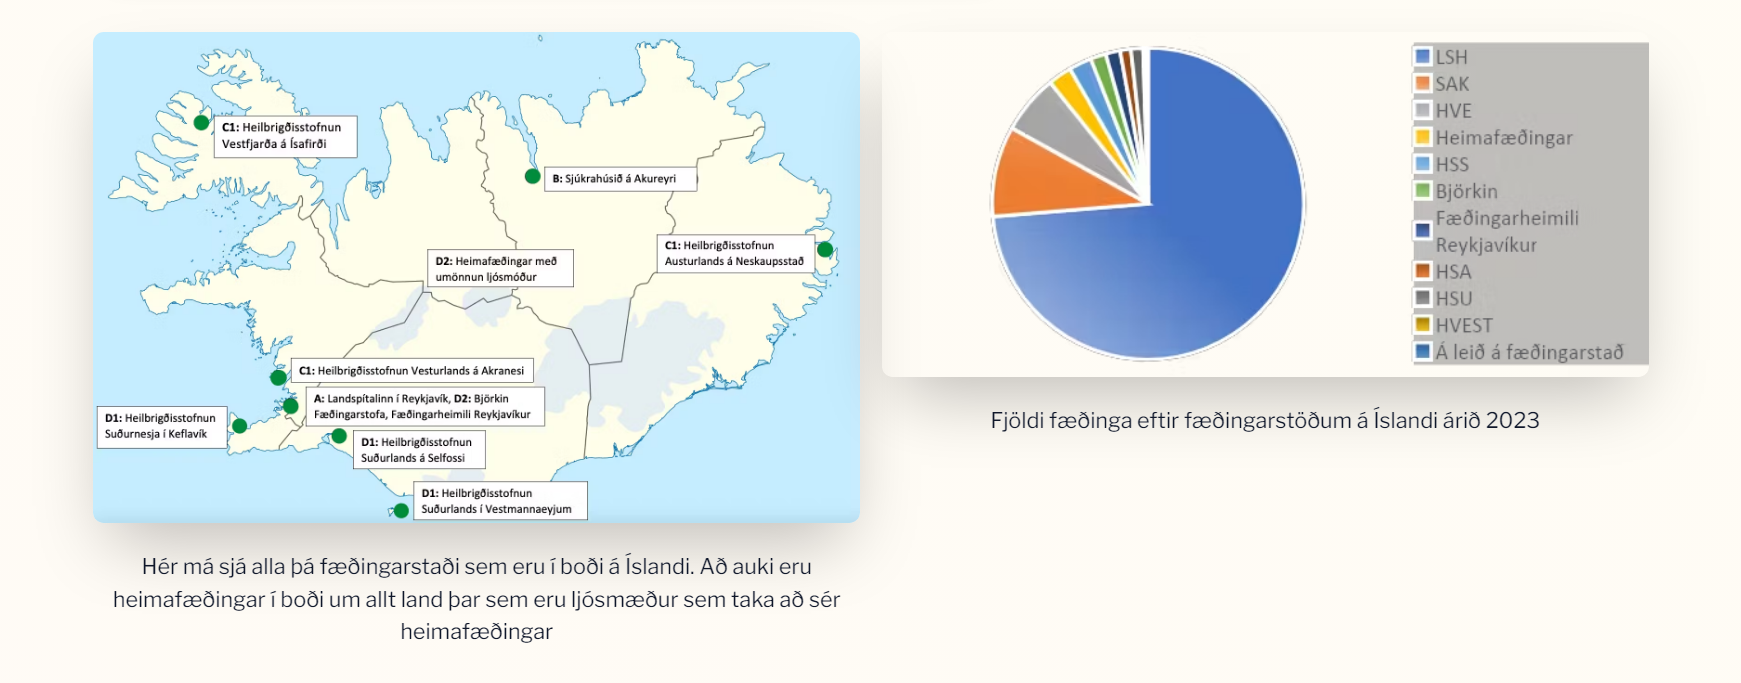 C1: Heilbrigðisstofnun
Vestfjarða á Ísafirði
B: Sjúkrahúsið á Akureyri
C1: Heilbrigðisstofnun
Austurlands á Neskaupsstað
D2: Heimafæðingar með
umönnun ljósmóður
C1: Heilbrigðisstofnun Vesturlands á Akranesi
A: Landspítalinn í Reykjavík, D2: Björkin
Fæðingarstofa, Fæðingarheimili Reykjavíkur
D1: Heilbrigðisstofnun
Suðurnesja í Keflavík
D1: Heilbrigðisstofnun
Suðurlands á Selfossi
D1: Heilbrigðisstofnun
Suðurlands í Vestmannaeyjum
Hér má sjá alla þá fæðingarstaði sem eru í boði á Íslandi. Að auki eru
heimafæðingar í boði um allt land þar sem eru ljósmæður sem taka að sér
heimafæðingar
LSH
SAK
HVE
Heimafæðingar
HSS
Björkin
Fæðingarheimili
Reykjavíkur
HSA
HSU
HVEST
Á leið á fæðingarstað
Fjöldi fæðinga eftir fæðingarstöðum á Íslandi árið 2023